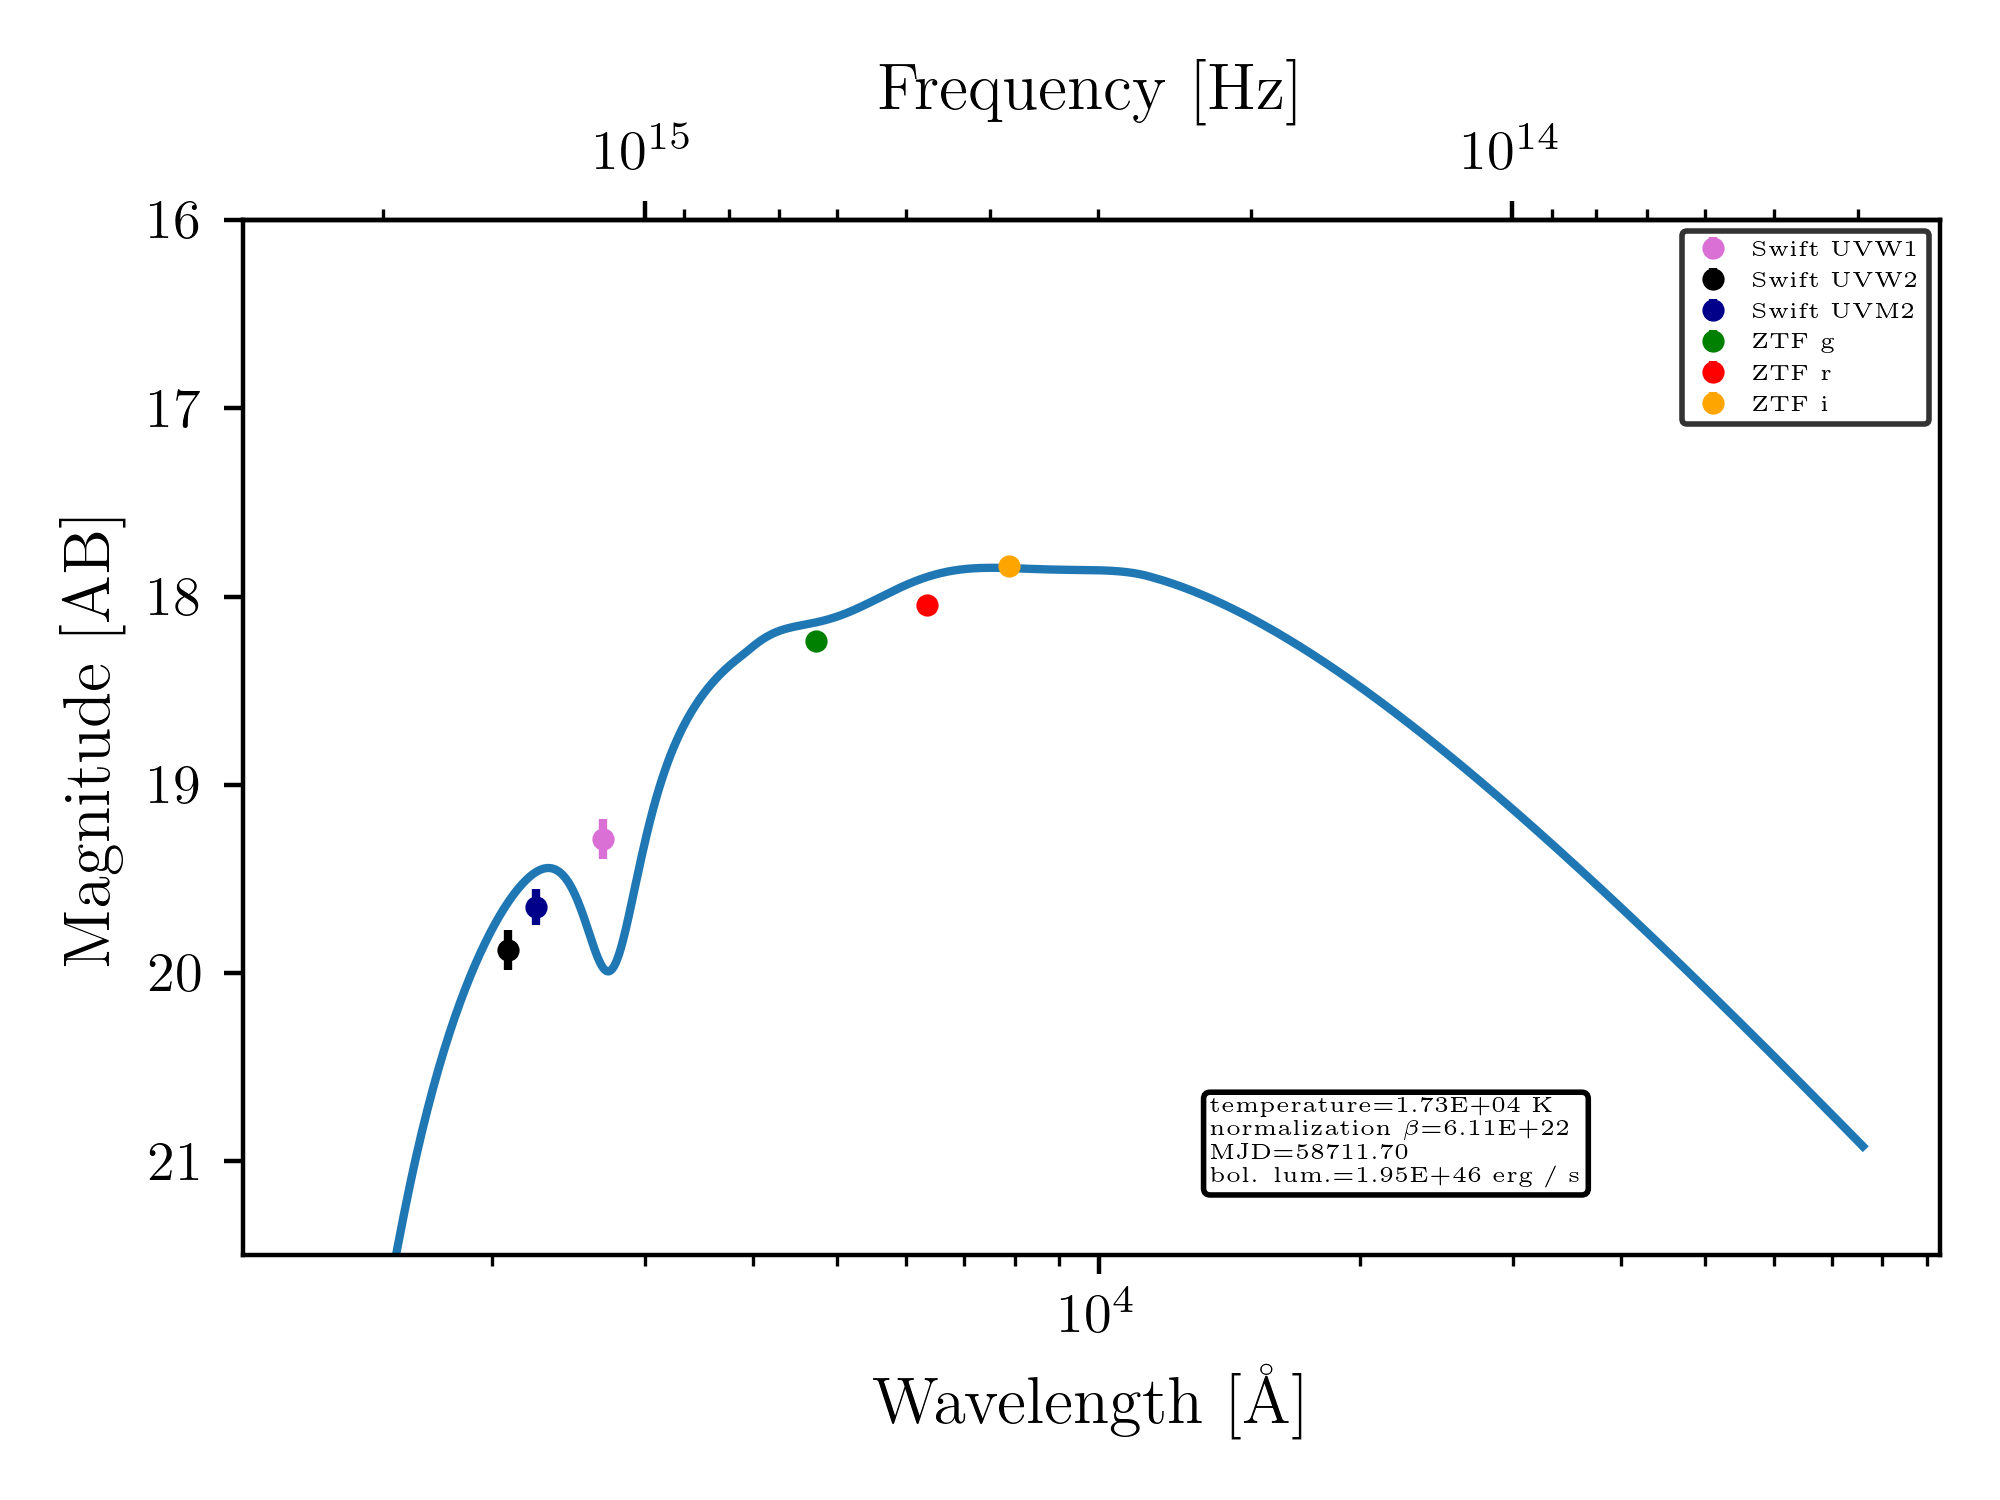 Frequency [Hz]
10^15 10^14
16
17
18
19
20
21
Magnitude [AB]
Swift UVW1
Swift UVW2
Swift UVM2
ZTF g
ZTF r
ZTF i
temperature=1.73E+04 K
normalization β=6.11E+22
MJD=58711.70
bol. lum.=1.95E+46 erg / s
10^4
Wavelength [Å]